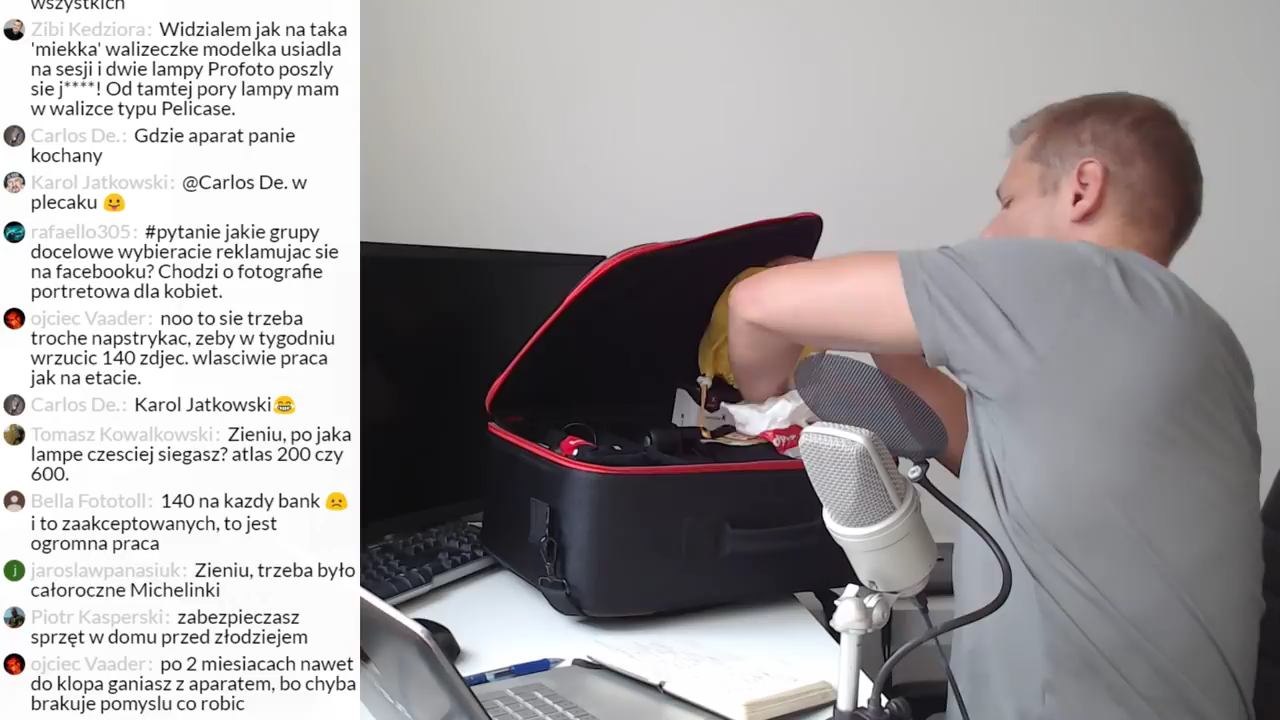 wszystkich
Zibi Kedziora: Widzialem jak na taka
'miekka' walizeczke modelka usiadla
na sesji i dwie lampy Profoto poszly
sie j****! Od tamtej pory lampy mam
w walizce typu Pelicase.
Carlos De.: Gdzie aparat panie
kochany
Karol Jatkowski: @Carlos De. w
plecaku 😛
rafaello305: #pytanie jakie grupy
docelowe wybieracie reklamujac sie
na facebooku? Chodzi o fotografie
portretowa dla kobiet.
ojciec Vaader: noo to sie trzeba
troche napstrykac, zeby w tygodniu
wrzucic 140 zdjec. wlasciwie praca
jak na etacie.
Carlos De.: Karol Jatkowski😂
Tomasz Kowalkowski: Zieniu, po jaka
lampe czesciej siegasz? atlas 200 czy
600.
Bella Fototoll: 140 na kazdy bank ☹️
i to zaakceptowanych, to jest
ogromna praca
jaroslawpanasiuk: Zieniu, trzeba było
całoroczne Michelinki
Piotr Kasperski: zabezpieczasz
sprzęt w domu przed złodziejem
ojciec Vaader: po 2 miesiacach nawet
do klopa ganiasz z aparatem, bo chyba
brakuje pomyslu co robic